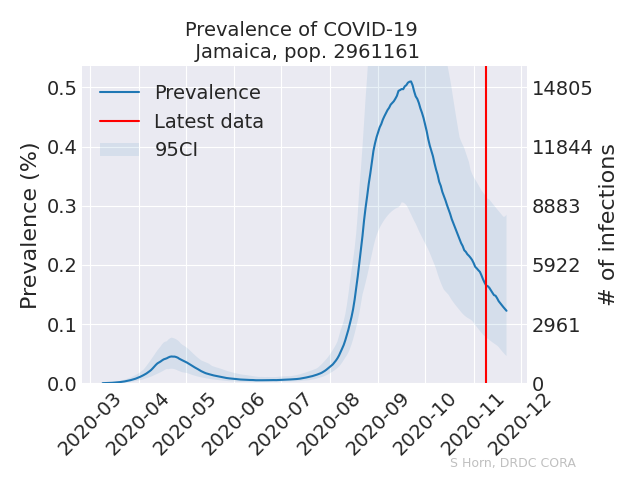 Prevalence of COVID-19
Jamaica, pop. 2961161
Prevalence (%)
0.5
0.4
0.3
0.2
0.1
0.0
Prevalence
Latest data
95CI
14805
11844
8883
5922
2961
0
# of infections
2020-03
2020-04
2020-05
2020-06
2020-07
2020-08
2020-09
2020-10
2020-11
2020-12
S Horn, DRDC CORA